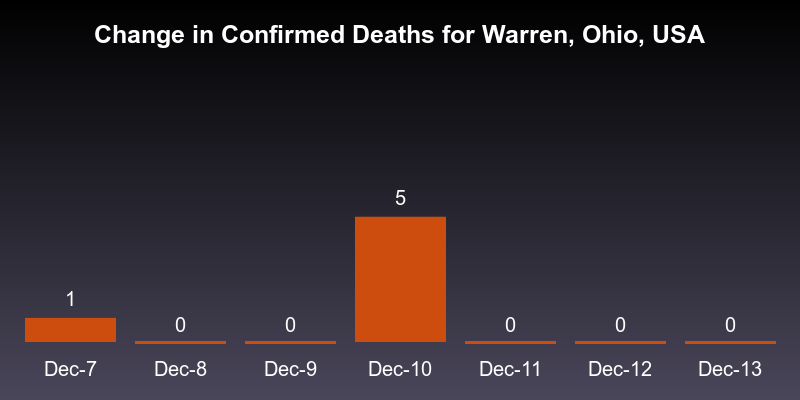 Change in Confirmed Deaths for Warren, Ohio, USA
5
1
0
0
0
0
0
Dec-7
Dec-8
Dec-9
Dec-10
Dec-11
Dec-12
Dec-13